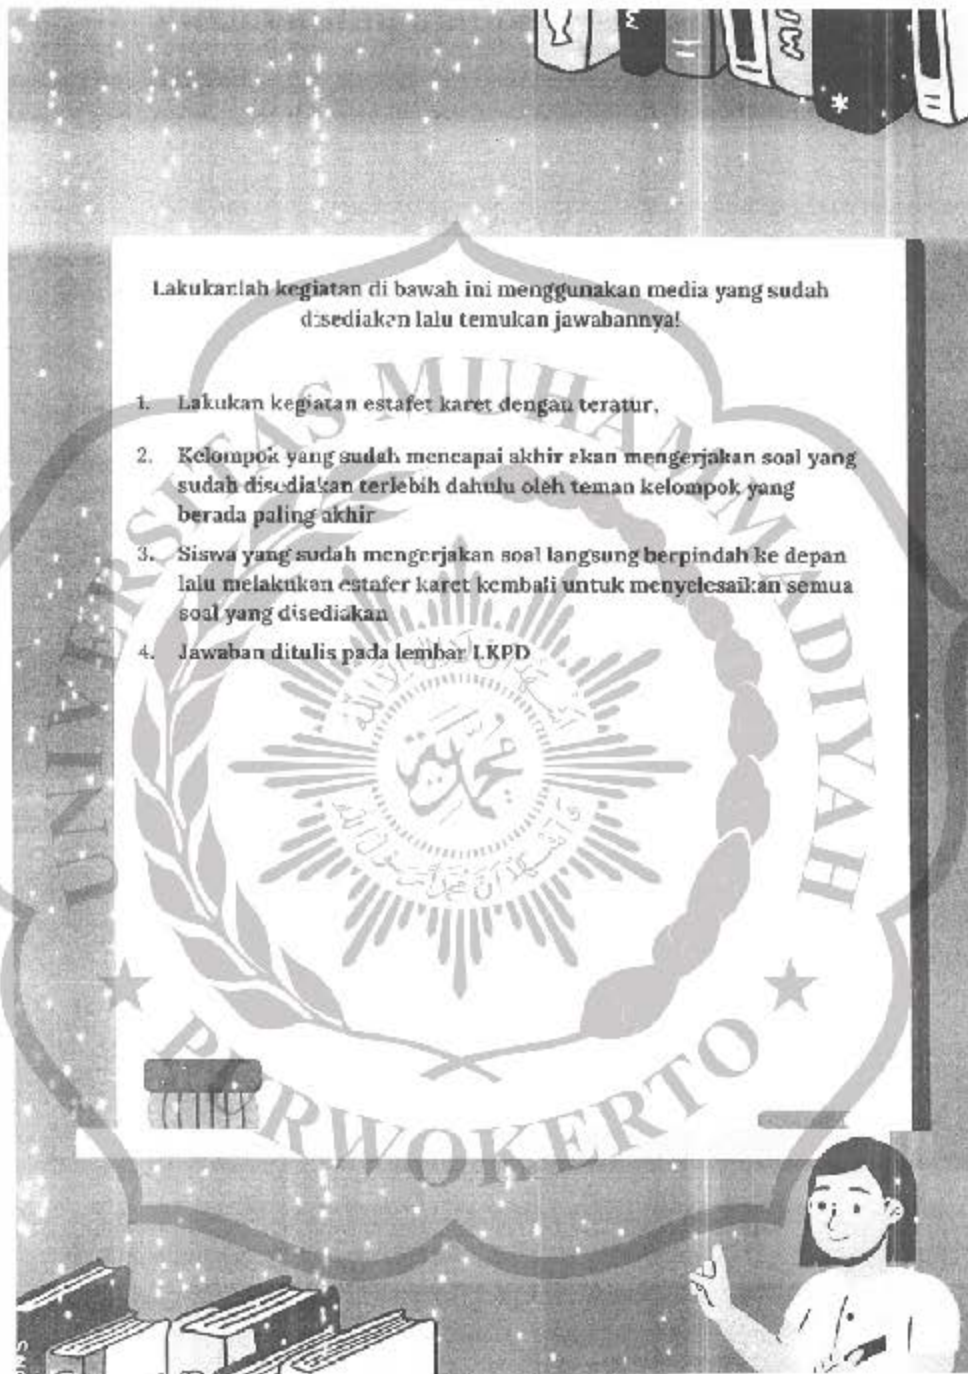 Lakukanlah kegiatan di bawah ini menggunakan media yang sudah
disediakan lalu temukan jawabannya!
1. Lakukan kegiatan estafet karet dengan teratur.
2. Kelompok yang sudah mencapai akhir akan mengerjakan soal yang
sudah disediakan terlebih dahulu oleh teman kelompok yang
berada paling akhir
3. Siswa yang sudah mengerjakan soal langsung berpindah ke depan
lalu melakukan estafer karet kembali untuk menyelesaikan semua
soal yang disediakan
4. Jawaban ditulis pada lembar LKPD
UNIVERSITAS MUHAMMADIYAH
PURWOKERTO